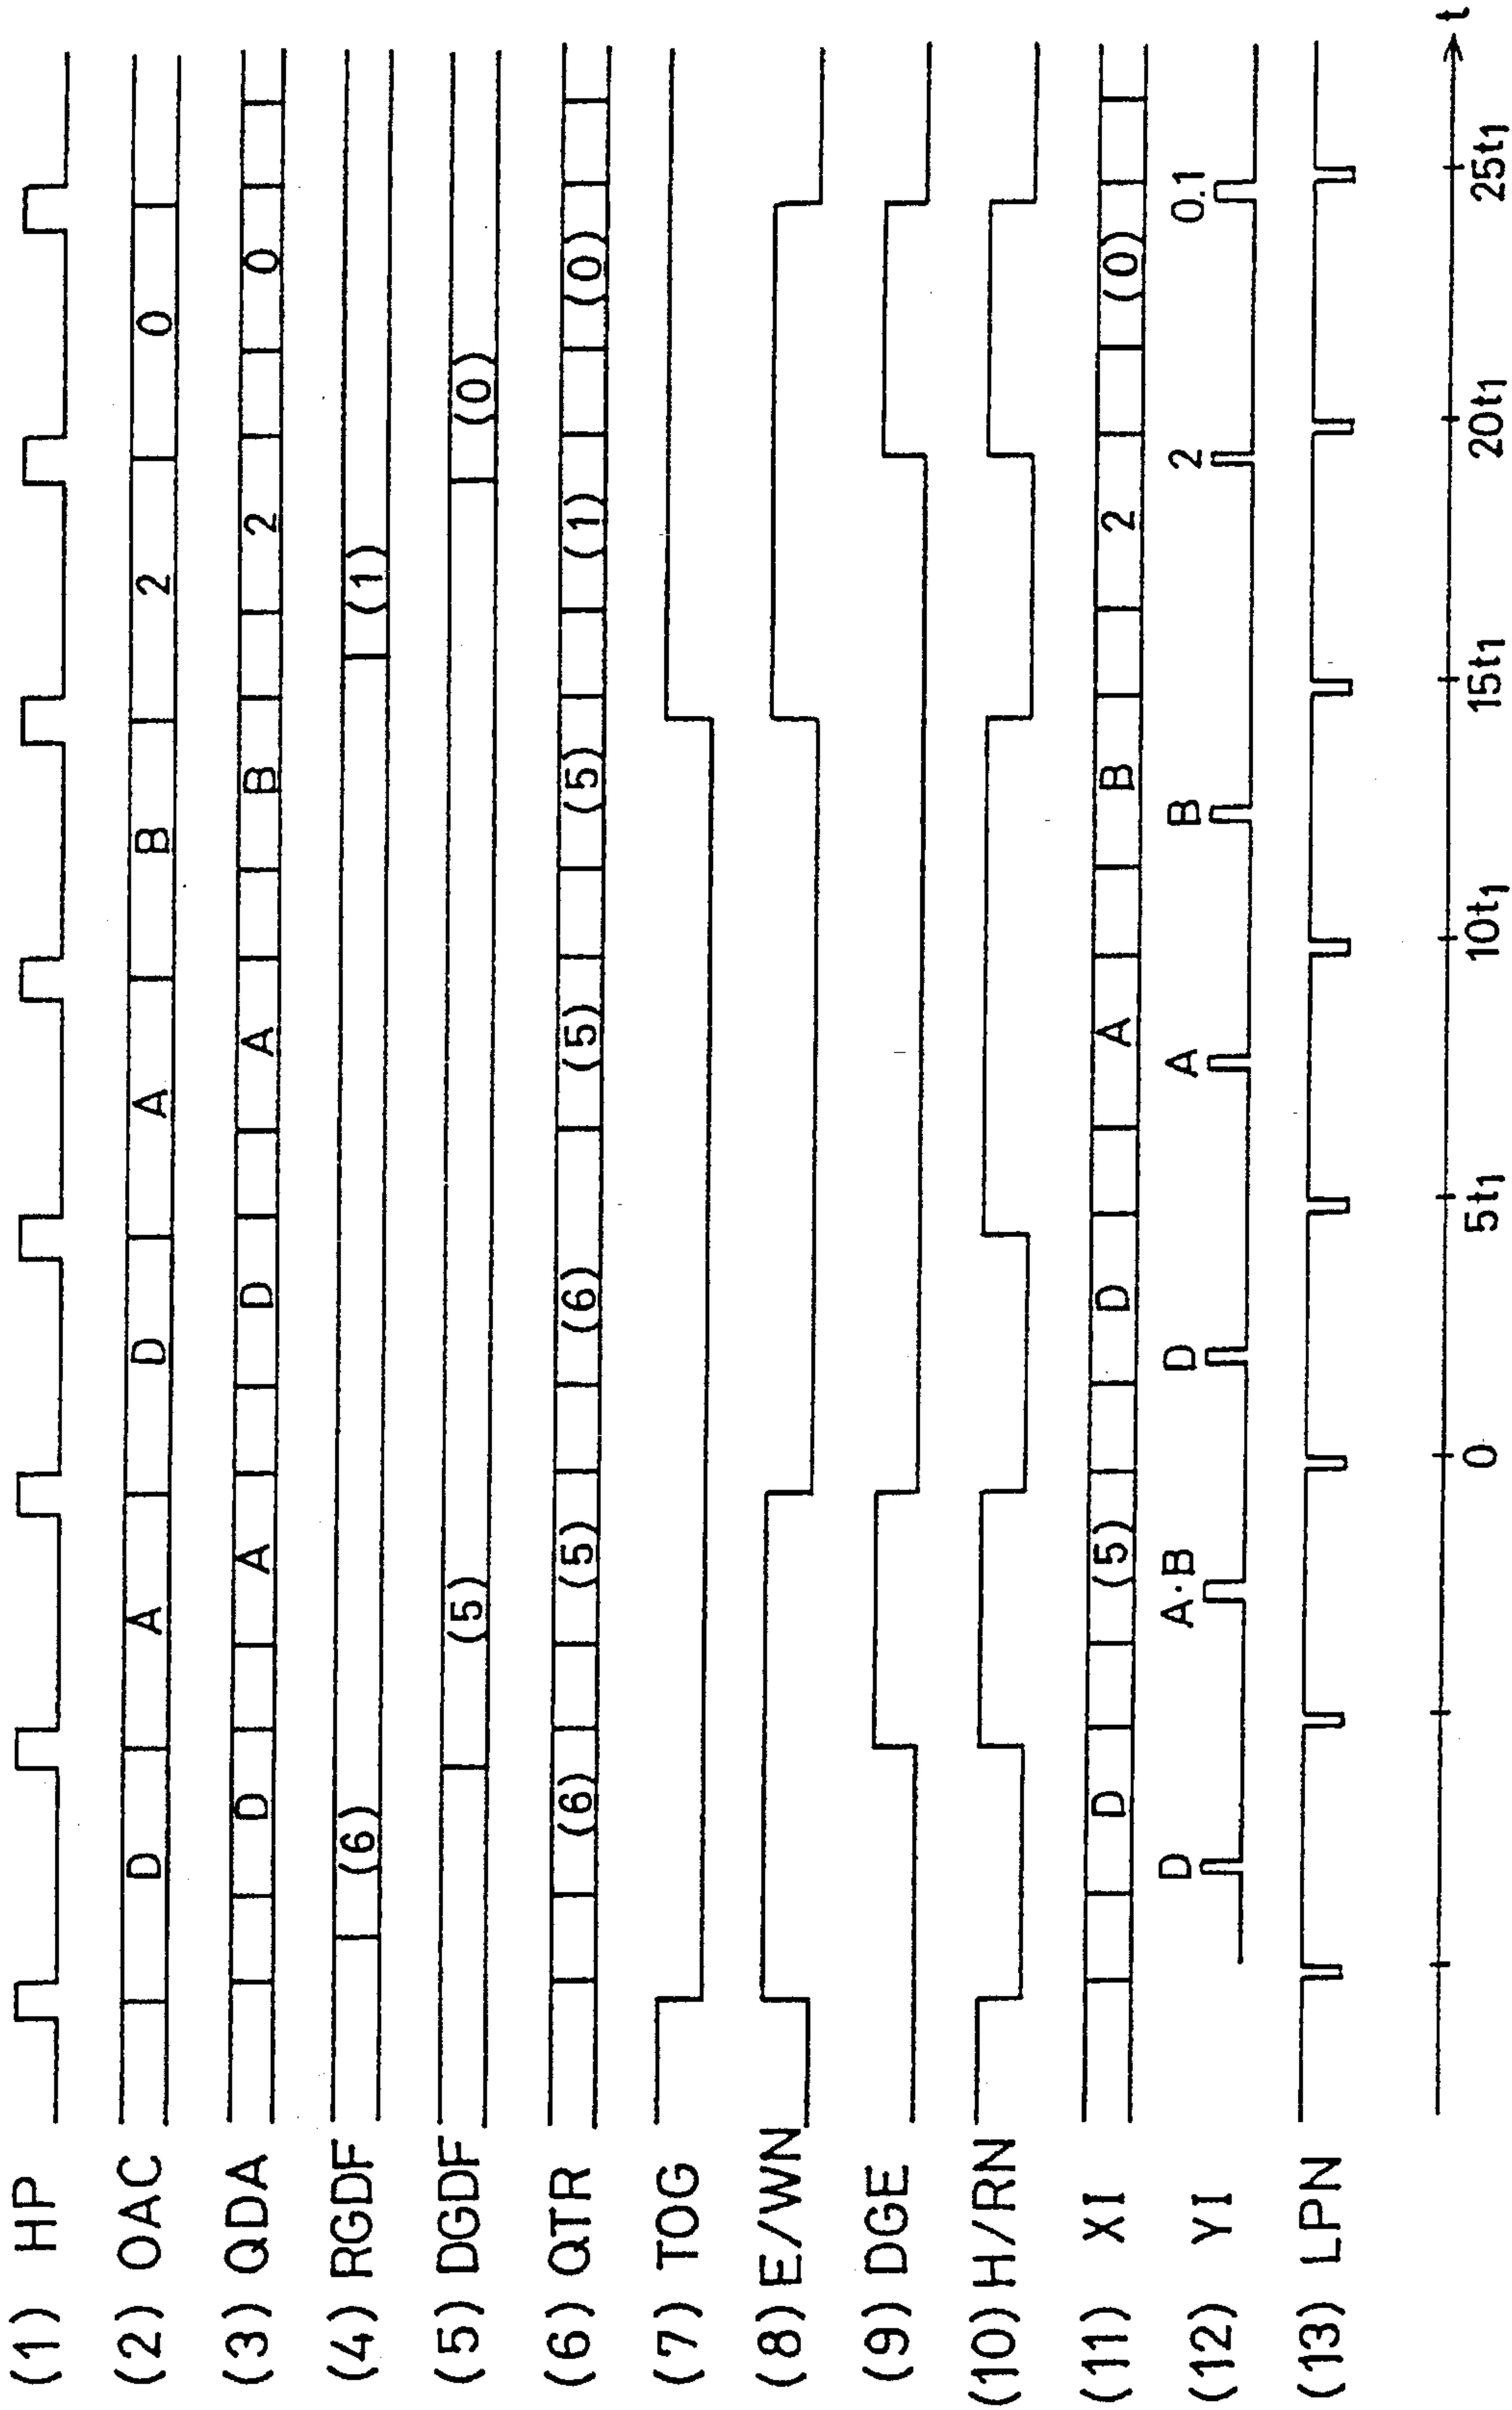 (1) HP
(2) OAC D A D A B 2 0
(3) QDA D A D A B 2 0
(4) RGDF (6) (1)
(5) DGDF (5) (0)
(6) QTR (6) (5) (6) (5) (5) (1) (0)
(7) TOG
(8) E/WN
(9) DGE
(10) H/RN
(11) XI D (5) D A B 2 (0)
(12) YI D A·B D A B 2 0.1
(13) LPN
0 5t1 10t1 15t1 20t1 25t1 t